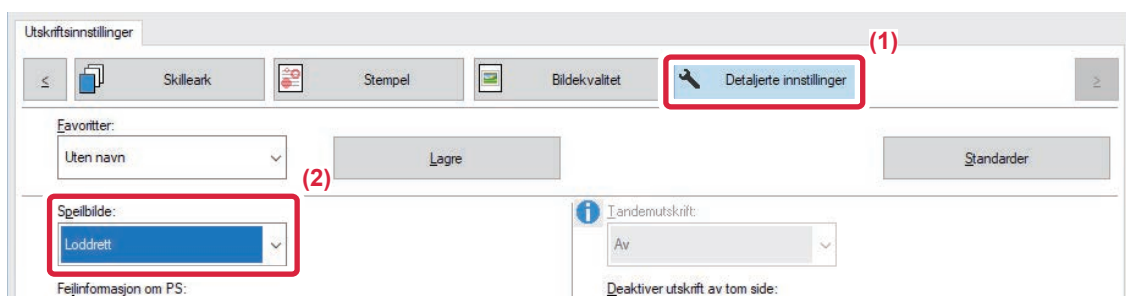 Utskriftsinnstillinger
(1)
< Skilleark Stempel Bildekvalitet Detaljerte innstillinger >
Favoritter:
Uten navn Lagre Standarder
(2)
Speilbilde: Tandemutskrift:
Loddrett Av
Feilinformasjon om PS: Deaktiver utskrift av tom side: